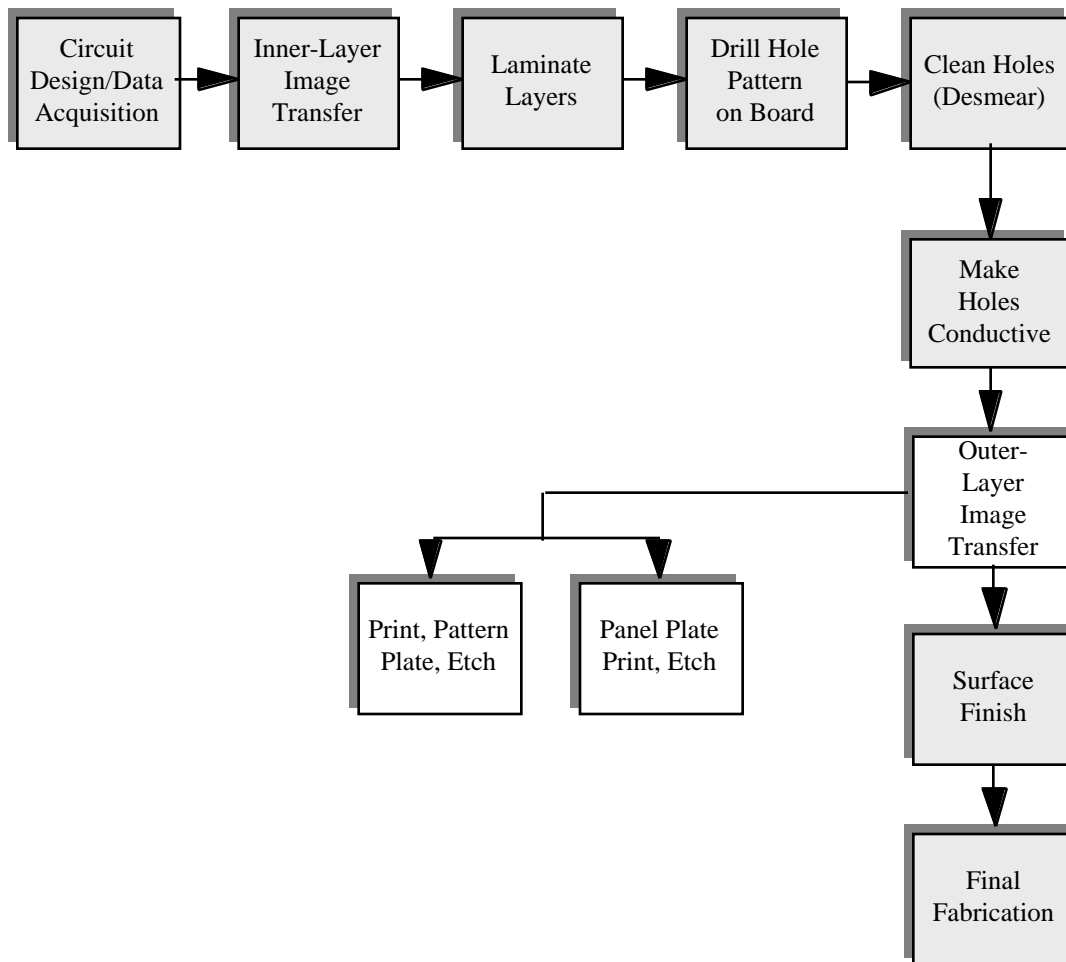 Circuit
Design/Data
Acquisition
Inner-Layer
Image
Transfer
Laminate
Layers
Drill Hole
Pattern
on Board
Clean Holes
(Desmear)
Make
Holes
Conductive
Outer-
Layer
Image
Transfer
Print, Pattern
Plate, Etch
Panel Plate
Print, Etch
Surface
Finish
Final
Fabrication